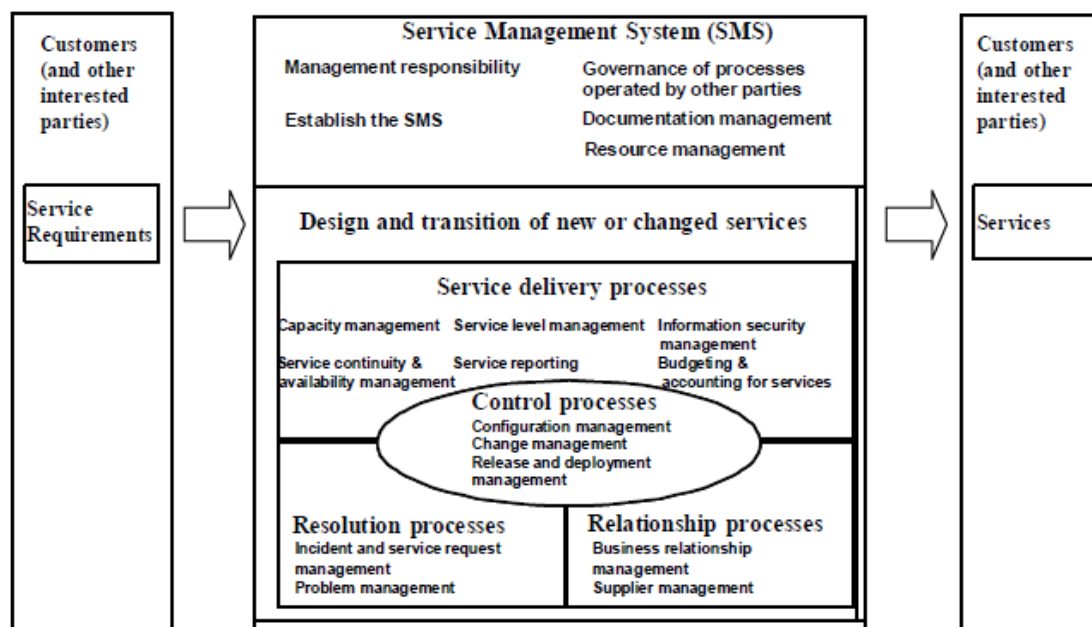 Customers
(and other
interested
parties)
Service
Requirements
Service Management System (SMS)
Management responsibility
Establish the SMS
Governance of processes
operated by other parties
Documentation management
Resource management
Design and transition of new or changed services
Service delivery processes
Capacity management
Service level management
Information security
management
Service continuity &
availability management
Service reporting
Budgeting &
accounting for services
Control processes
Configuration management
Change management
Release and deployment
management
Resolution processes
Incident and service request
management
Problem management
Relationship processes
Business relationship
management
Supplier management
Customers
(and other
interested
parties)
Services